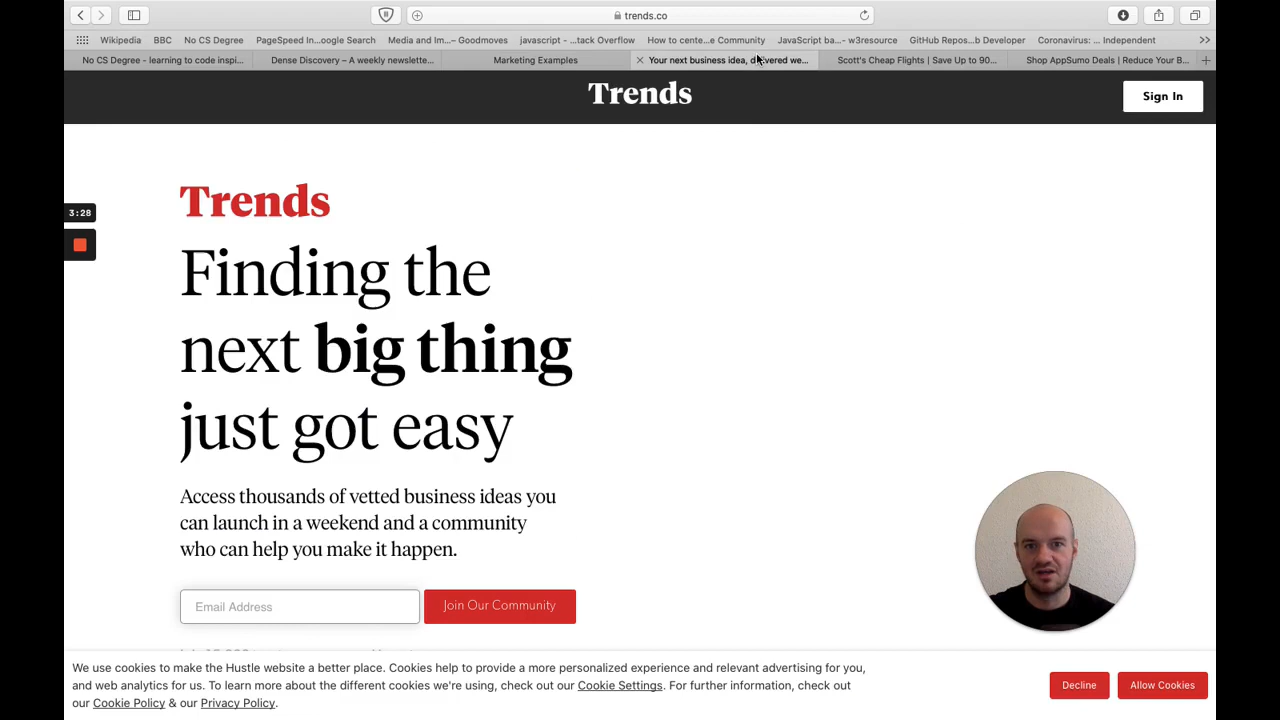 trends.co
Wikipedia BBC No CS Degree PageSpeed In...oogle Search Media and Im...– Goodmoves javascript - ...tack Overflow How to cente...e Community JavaScript ba...- w3resource GitHub Repos...b Developer Coronavirus: ... Independent
No CS Degree - learning to code inspi... Dense Discovery – A weekly newslette... Marketing Examples Your next business idea, delivered we... Scott's Cheap Flights | Save Up to 90... Shop AppSumo Deals | Reduce Your B...
Trends
Sign In
Trends
3:28
Finding the
next big thing
just got easy
Access thousands of vetted business ideas you
can launch in a weekend and a community
who can help you make it happen.
Email Address
Join Our Community
We use cookies to make the Hustle website a better place. Cookies help to provide a more personalized experience and relevant advertising for you,
and web analytics for us. To learn more about the different cookies we're using, check out our Cookie Settings. For further information, check out
our Cookie Policy & our Privacy Policy.
Decline
Allow Cookies